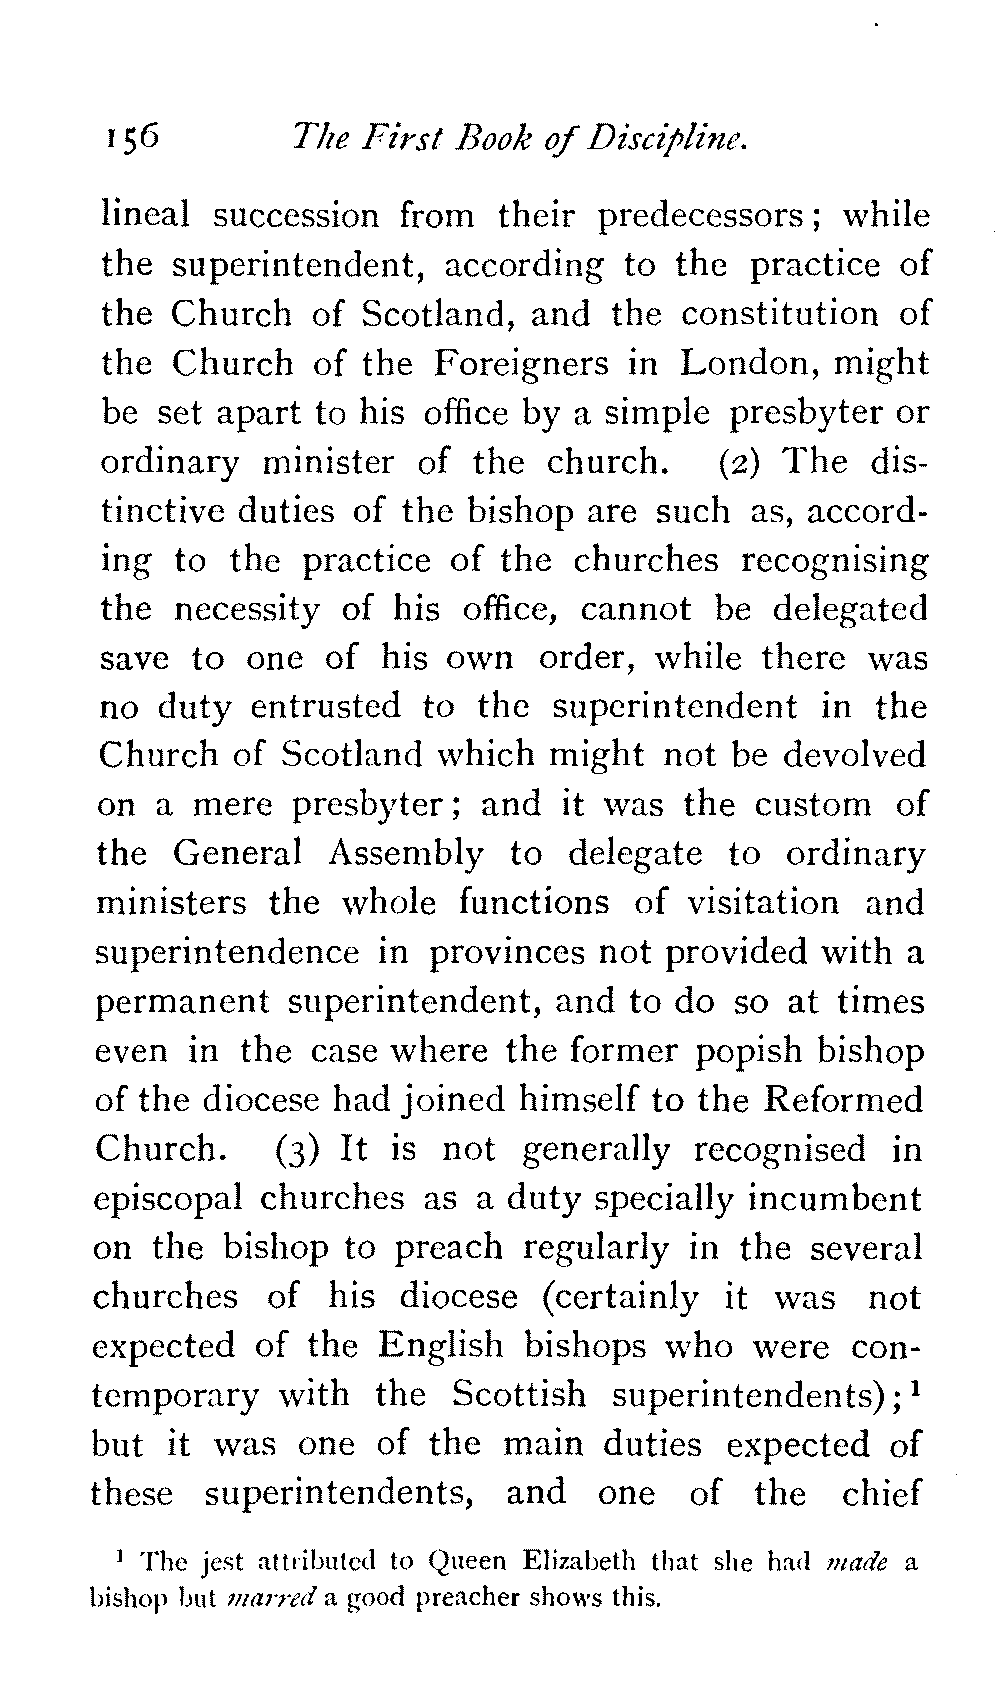 156 The First Book of Discipline.
lineal succession from their predecessors; while
the superintendent, according to the practice of
the Church of Scotland, and the constitution of
the Church of the Foreigners in London, might
be set apart to his office by a simple presbyter or
ordinary minister of the church. (2) The dis-
tinctive duties of the bishop are such as, accord-
ing to the practice of the churches recognising
the necessity of his office, cannot be delegated
save to one of his own order, while there was
no duty entrusted to the superintendent in the
Church of Scotland which might not be devolved
on a mere presbyter; and it was the custom of
the General Assembly to delegate to ordinary
ministers the whole functions of visitation and
superintendence in provinces not provided with a
permanent superintendent, and to do so at times
even in the case where the former popish bishop
of the diocese had joined himself to the Reformed
Church. (3) It is not generally recognised in
episcopal churches as a duty specially incumbent
on the bishop to preach regularly in the several
churches of his diocese (certainly it was not
expected of the English bishops who were con-
temporary with the Scottish superintendents);¹
but it was one of the main duties expected of
these superintendents, and one of the chief
¹ The jest attributed to Queen Elizabeth that she had made a
bishop but marred a good preacher shows this.